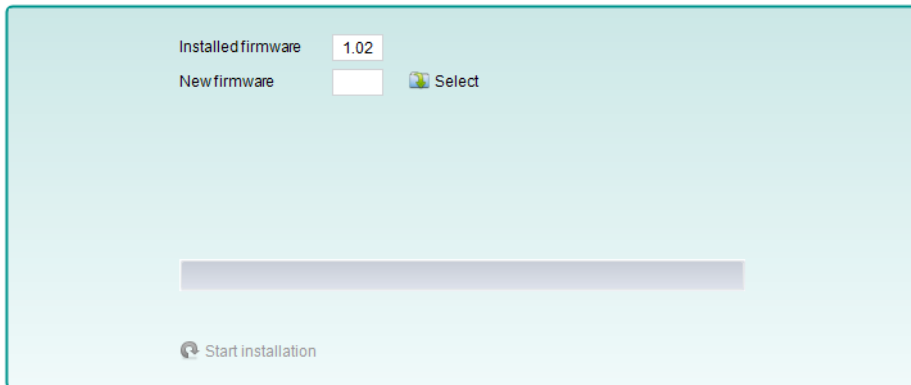 Installed firmware 1.02
New firmware Select
Start installation